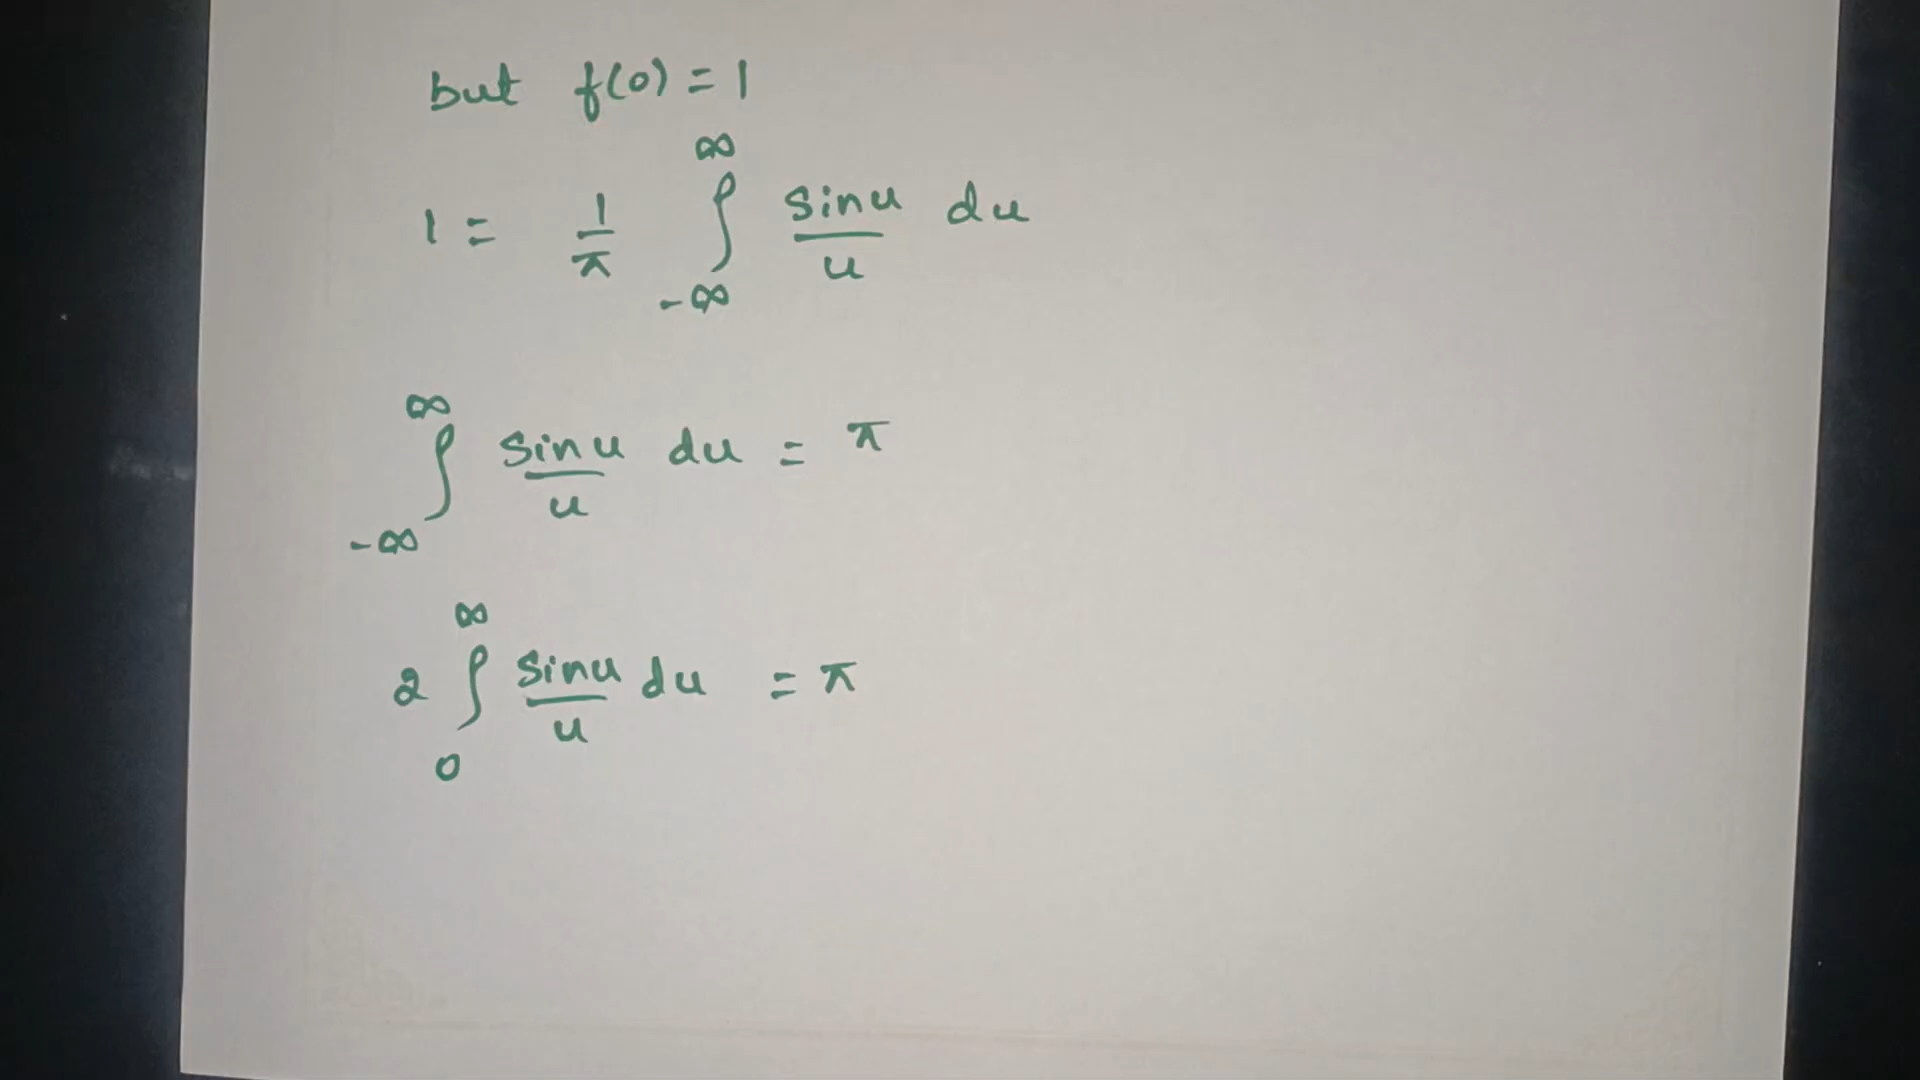 but f(0) = 1
1 = 1/π ∫_{-∞}^{∞} sinu/u du
∫_{-∞}^{∞} sinu/u du = π
2 ∫_{0}^{∞} sinu/u du = π